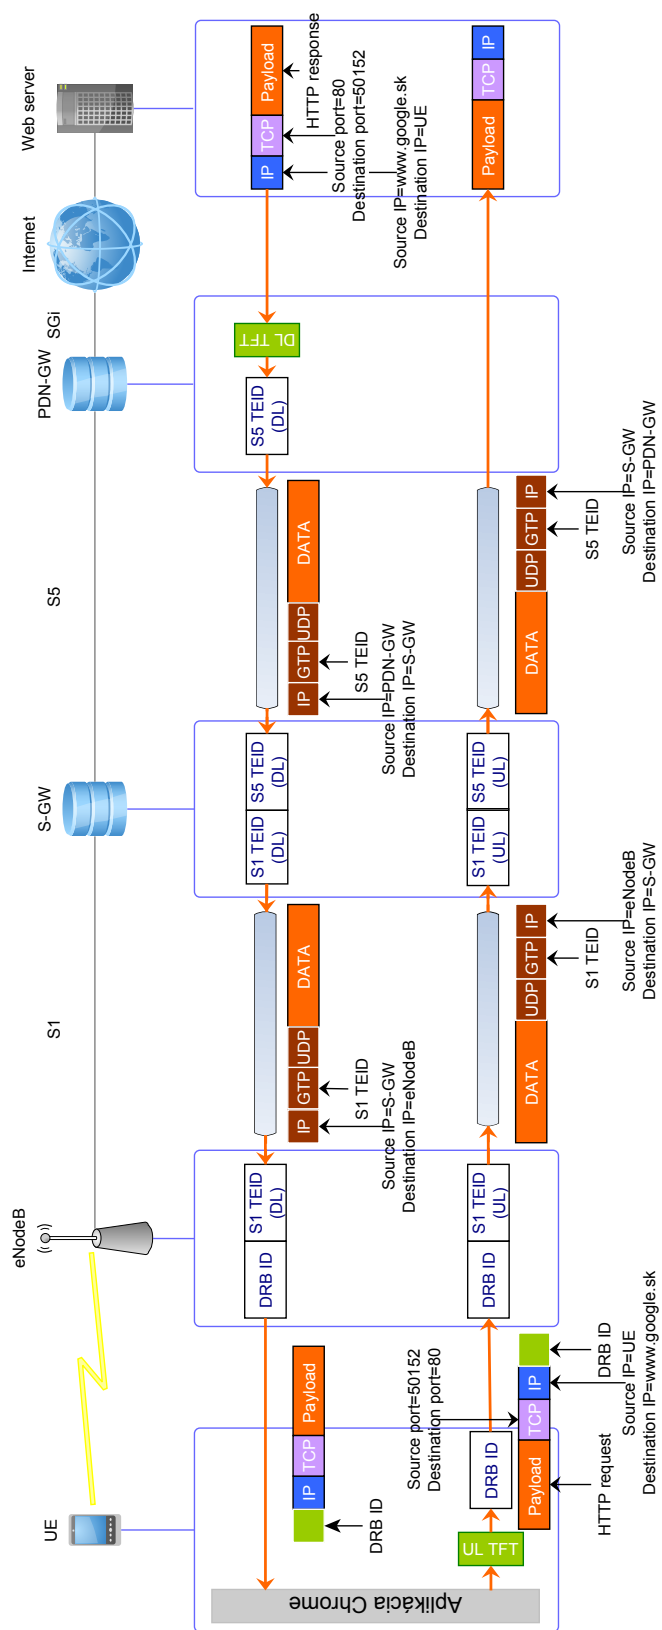 UE
eNodeB
S1
S-GW
S5
PDN-GW
SGi
Internet
Web server
Aplikácia Chrome
DRB ID
S1 TEID
(DL)
S1 TEID
(DL)
S5 TEID
(DL)
S5 TEID
(DL)
DL TFT
IP
TCP
Payload
HTTP response
Source port=80
Destination port=50152
Source IP=www.google.sk
Destination IP=UE
IP
TCP
Payload
DRB ID
IP
GTP
UDP
DATA
S1 TEID
Source IP=S-GW
Destination IP=eNodeB
IP
GTP
UDP
DATA
S5 TEID
Source IP=PDN-GW
Destination IP=S-GW
UL TFT
DRB ID
DRB ID
S1 TEID
(UL)
S1 TEID
(UL)
S5 TEID
(UL)
Payload
TCP
IP
Source port=50152
Destination port=80
Payload
TCP
IP
HTTP request
DRB ID
Source IP=UE
Destination IP=www.google.sk
DATA
UDP
GTP
IP
S1 TEID
Source IP=eNodeB
Destination IP=S-GW
DATA
UDP
GTP
IP
S5 TEID
Source IP=S-GW
Destination IP=PDN-GW